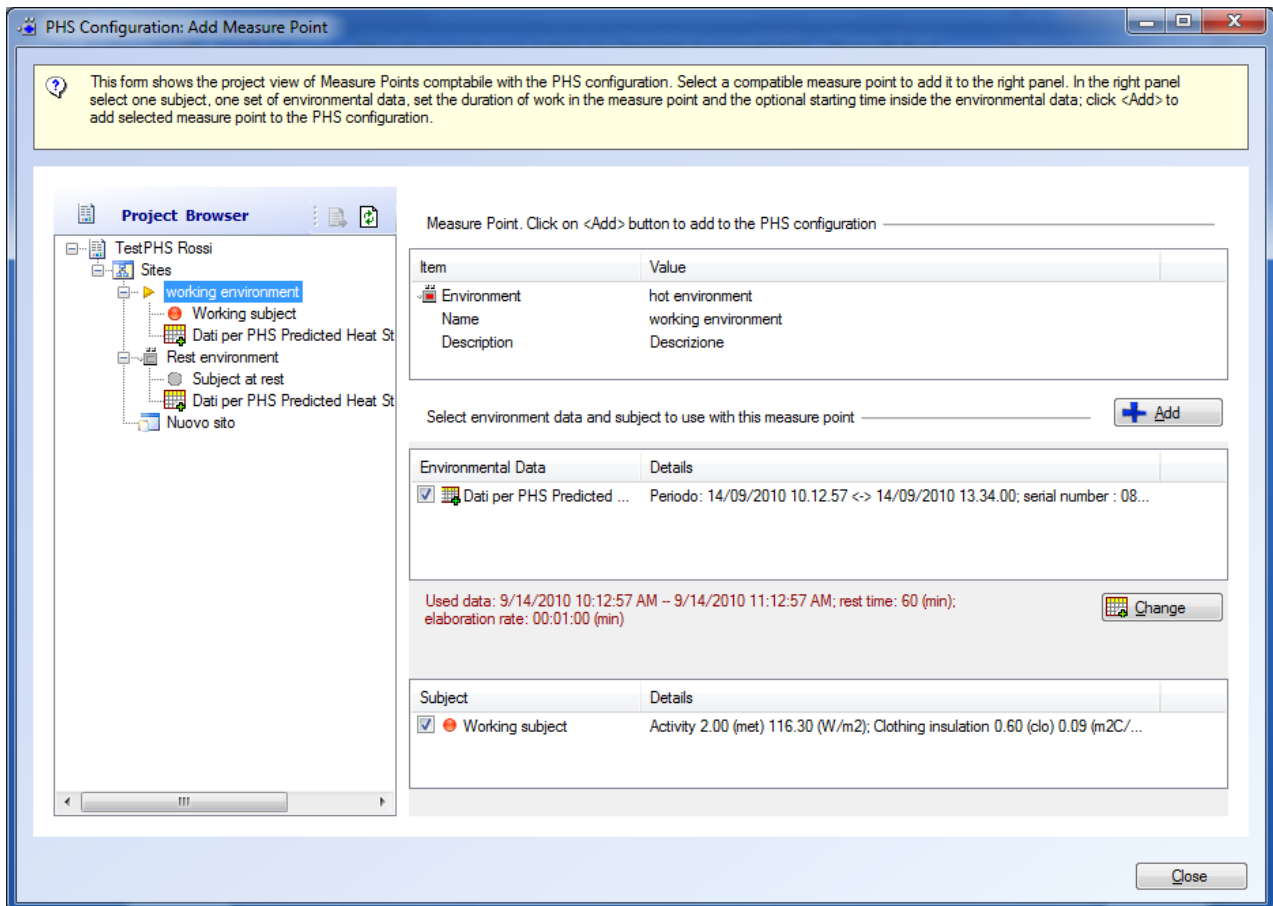 PHS Configuration: Add Measure Point
This form shows the project view of Measure Points comptabile with the PHS configuration. Select a compatible measure point to add it to the right panel. In the right panel
select one subject, one set of environmental data, set the duration of work in the measure point and the optional starting time inside the environmental data; click <Add> to
add selected measure point to the PHS configuration.
Project Browser
TestPHS Rossi
Sites
working environment
Working subject
Dati per PHS Predicted Heat St
Rest environment
Subject at rest
Dati per PHS Predicted Heat St
Nuovo sito
Measure Point. Click on <Add> button to add to the PHS configuration
Item Value
Environment hot environment
Name working environment
Description Descrizione
Select environment data and subject to use with this measure point
Add
Environmental Data Details
Dati per PHS Predicted ... Periodo: 14/09/2010 10.12.57 <-> 14/09/2010 13.34.00; serial number : 08...
Used data: 9/14/2010 10:12:57 AM -- 9/14/2010 11:12:57 AM; rest time: 60 (min);
elaboration rate: 00:01:00 (min)
Change
Subject Details
Working subject Activity 2.00 (met) 116.30 (W/m2); Clothing insulation 0.60 (clo) 0.09 (m2C/...
Close